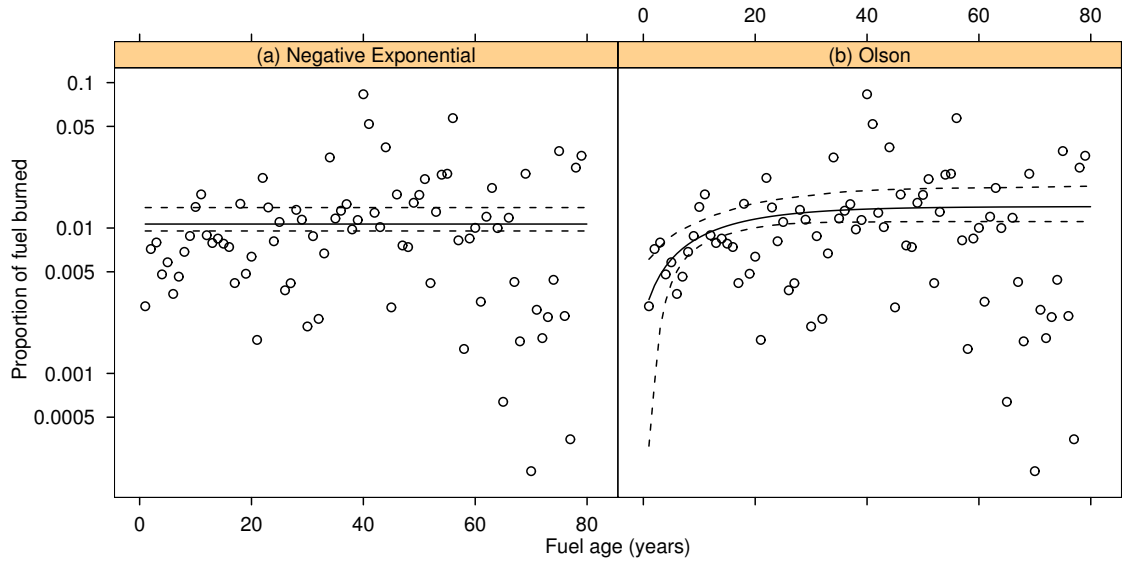 0 20 40 60 80
(a) Negative Exponential (b) Olson
0.1
0.05
0.01
0.005
0.001
0.0005
Proportion of fuel burned
0 20 40 60 80
Fuel age (years)